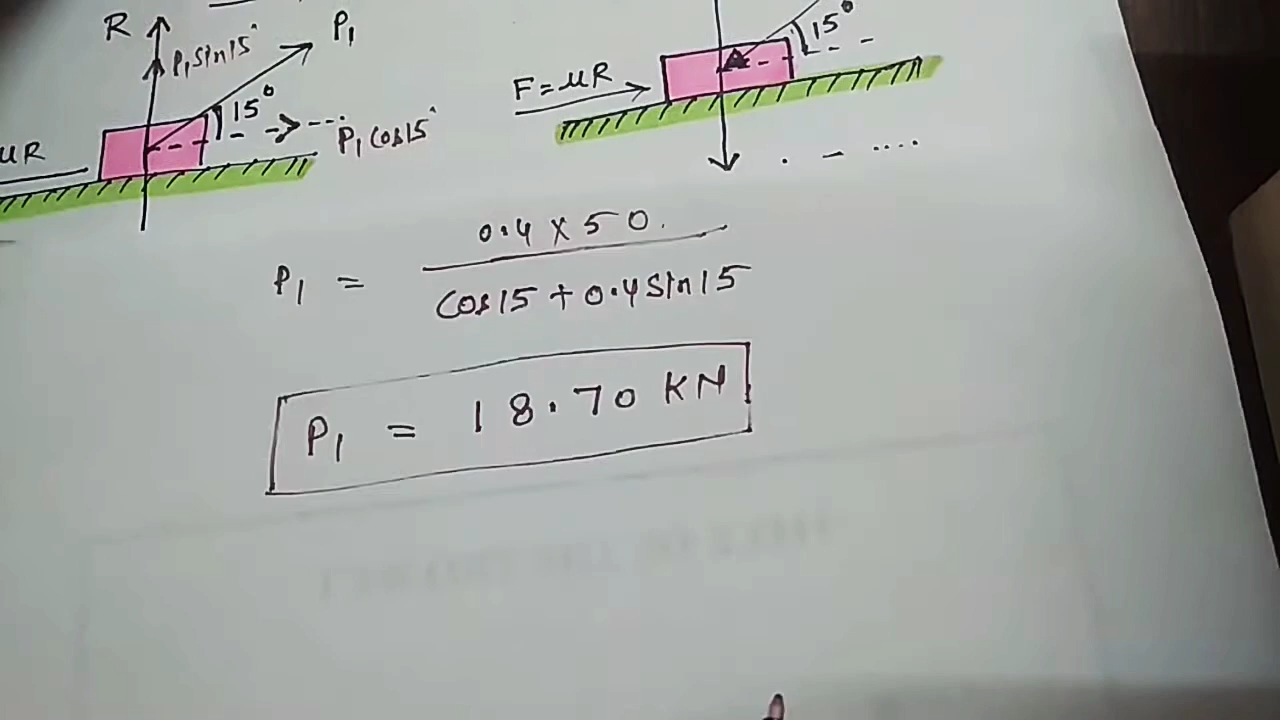 R
P1
P1 sin15°
15°
P1 cos15°
μR
15°
F = μR
P1 = 0.4 x 50.
cos15 + 0.4 sin15
P1 = 18.70 KN